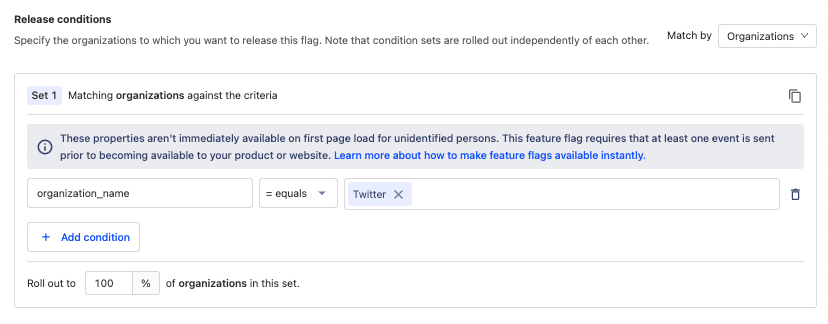 Release conditions
Specify the organizations to which you want to release this flag. Note that condition sets are rolled out independently of each other.
Match by Organizations
Set 1 Matching organizations against the criteria
These properties aren't immediately available on first page load for unidentified persons. This feature flag requires that at least one event is sent
prior to becoming available to your product or website. Learn more about how to make feature flags available instantly.
organization_name = equals Twitter
+ Add condition
Roll out to 100 % of organizations in this set.